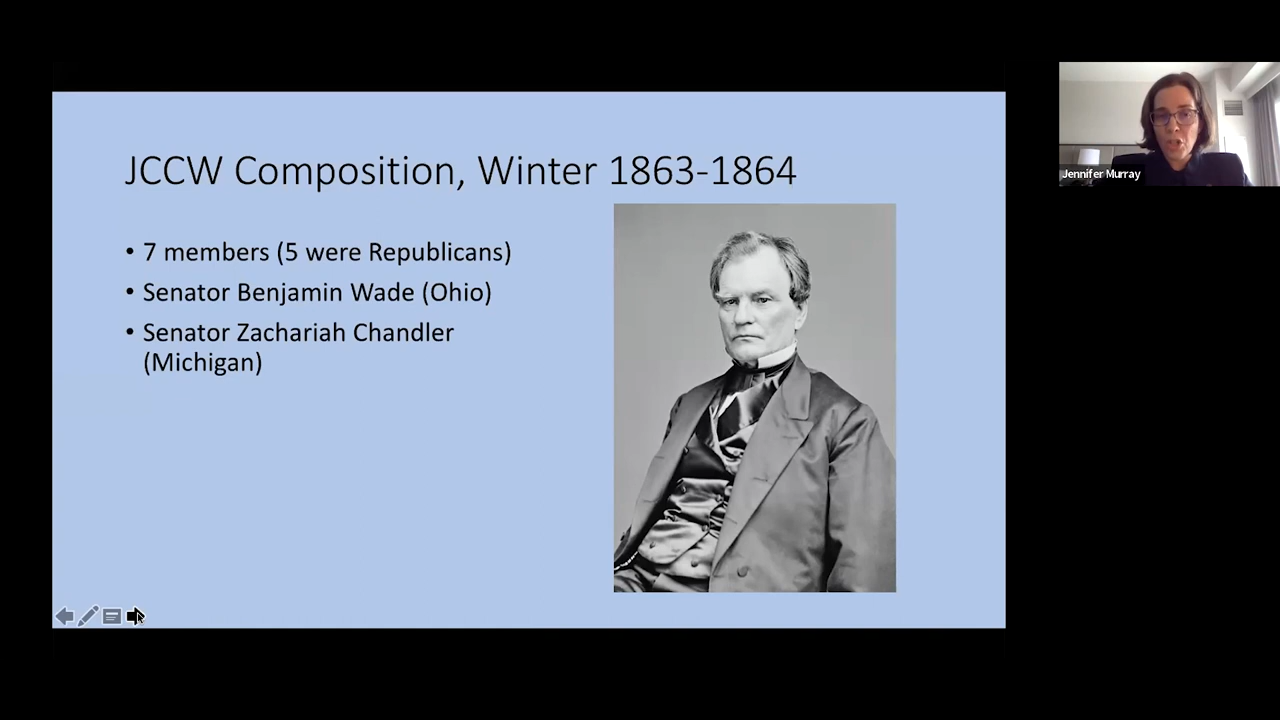 JCCW Composition, Winter 1863-1864
• 7 members (5 were Republicans)
• Senator Benjamin Wade (Ohio)
• Senator Zachariah Chandler
(Michigan)
Jennifer Murray